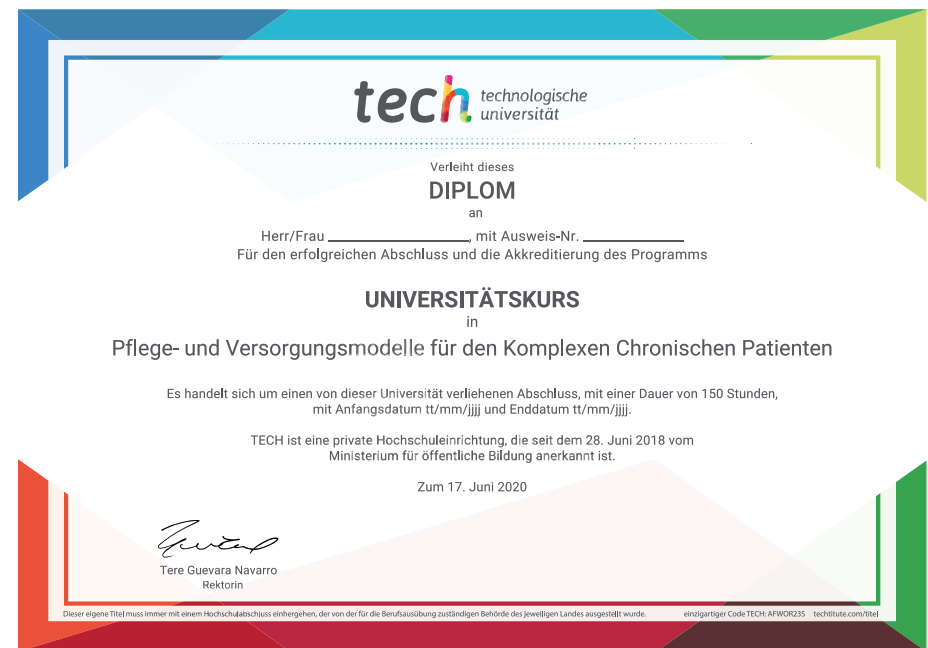 tech technologische
universität
Verleiht dieses
DIPLOM
an
Herr/Frau ____________________, mit Ausweis-Nr. ______________
Für den erfolgreichen Abschluss und die Akkreditierung des Programms
UNIVERSITÄTSKURS
in
Pflege- und Versorgungsmodelle für den Komplexen Chronischen Patienten
Es handelt sich um einen von dieser Universität verliehenen Abschluss, mit einer Dauer von 150 Stunden,
mit Anfangsdatum tt/mm/jjjj und Enddatum tt/mm/jjjj.
TECH ist eine private Hochschuleinrichtung, die seit dem 28. Juni 2018 vom
Ministerium für öffentliche Bildung anerkannt ist.
Zum 17. Juni 2020
Tere Guevara Navarro
Rektorin
Dieser eigene Titel muss immer mit einem Hochschulabschluss einhergehen, der von der für die Berufsausübung zuständigen Behörde des jeweiligen Landes ausgestellt wurde. einzigartiger Code TECH: AFWOR23S techtitute.com/titel